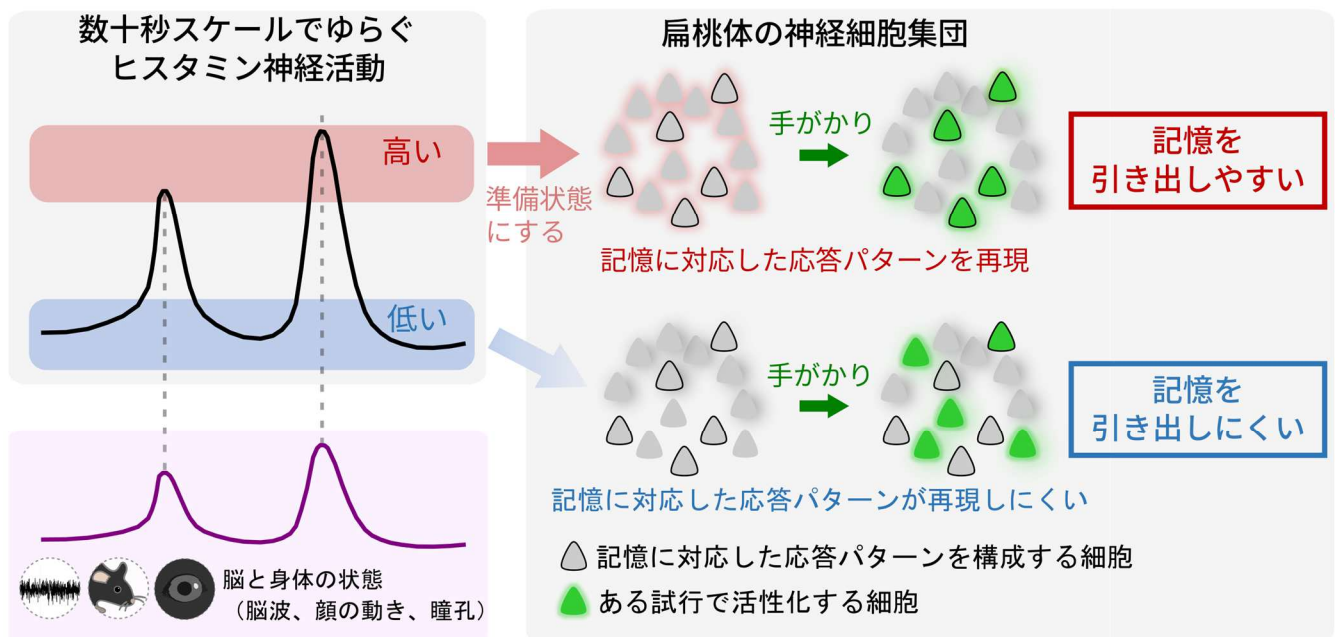 数十秒スケールでゆらぐ
ヒスタミン神経活動
高い
低い
準備状態
にする
脳と身体の状態
（脳波、顔の動き、瞳孔）
扁桃体の神経細胞集団
手がかり
記憶を
引き出しやすい
記憶に対応した応答パターンを再現
手がかり
記憶を
引き出しにくい
記憶に対応した応答パターンが再現しにくい
記憶に対応した応答パターンを構成する細胞
ある試行で活性化する細胞